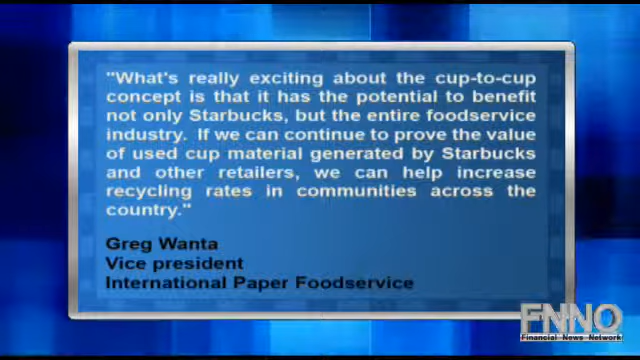 "What's really exciting about the cup-to-cup
concept is that it has the potential to benefit
not only Starbucks, but the entire foodservice
industry. If we can continue to prove the value
of used cup material generated by Starbucks
and other retailers, we can help increase
recycling rates in communities across the
country."
Greg Wanta
Vice president
International Paper Foodservice
FNNO
Financial News Network